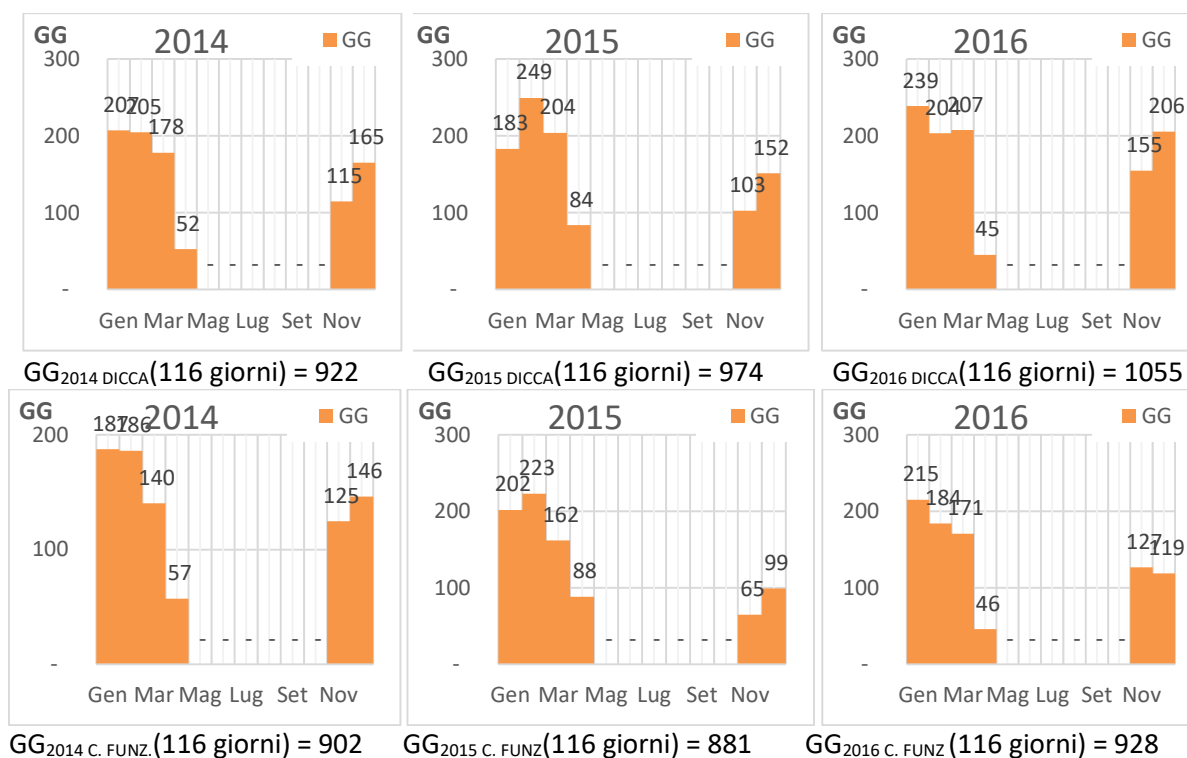 GG 2014 GG
300
207 205 178 52 - - - - - - 115 165
200
100
-
Gen Mar Mag Lug Set Nov
GG 2015 GG
300
183 249 204 84 - - - - - - 103 152
200
100
-
Gen Mar Mag Lug Set Nov
GG 2016 GG
300
239 204 207 45 - - - - - - 155 206
200
100
-
Gen Mar Mag Lug Set Nov
GG2014 DICCA(116 giorni) = 922
GG2015 DICCA(116 giorni) = 974
GG2016 DICCA(116 giorni) = 1055
GG 2014 GG
200
187 186 140 57 - - - - - - 125 146
100
-
Gen Mar Mag Lug Set Nov
GG 2015 GG
300
202 223 162 88 - - - - - - 65 99
200
100
-
Gen Mar Mag Lug Set Nov
GG 2016 GG
300
215 184 171 46 - - - - - - 127 119
200
100
-
Gen Mar Mag Lug Set Nov
GG2014 C. FUNZ.(116 giorni) = 902
GG2015 C. FUNZ(116 giorni) = 881
GG2016 C. FUNZ (116 giorni) = 928